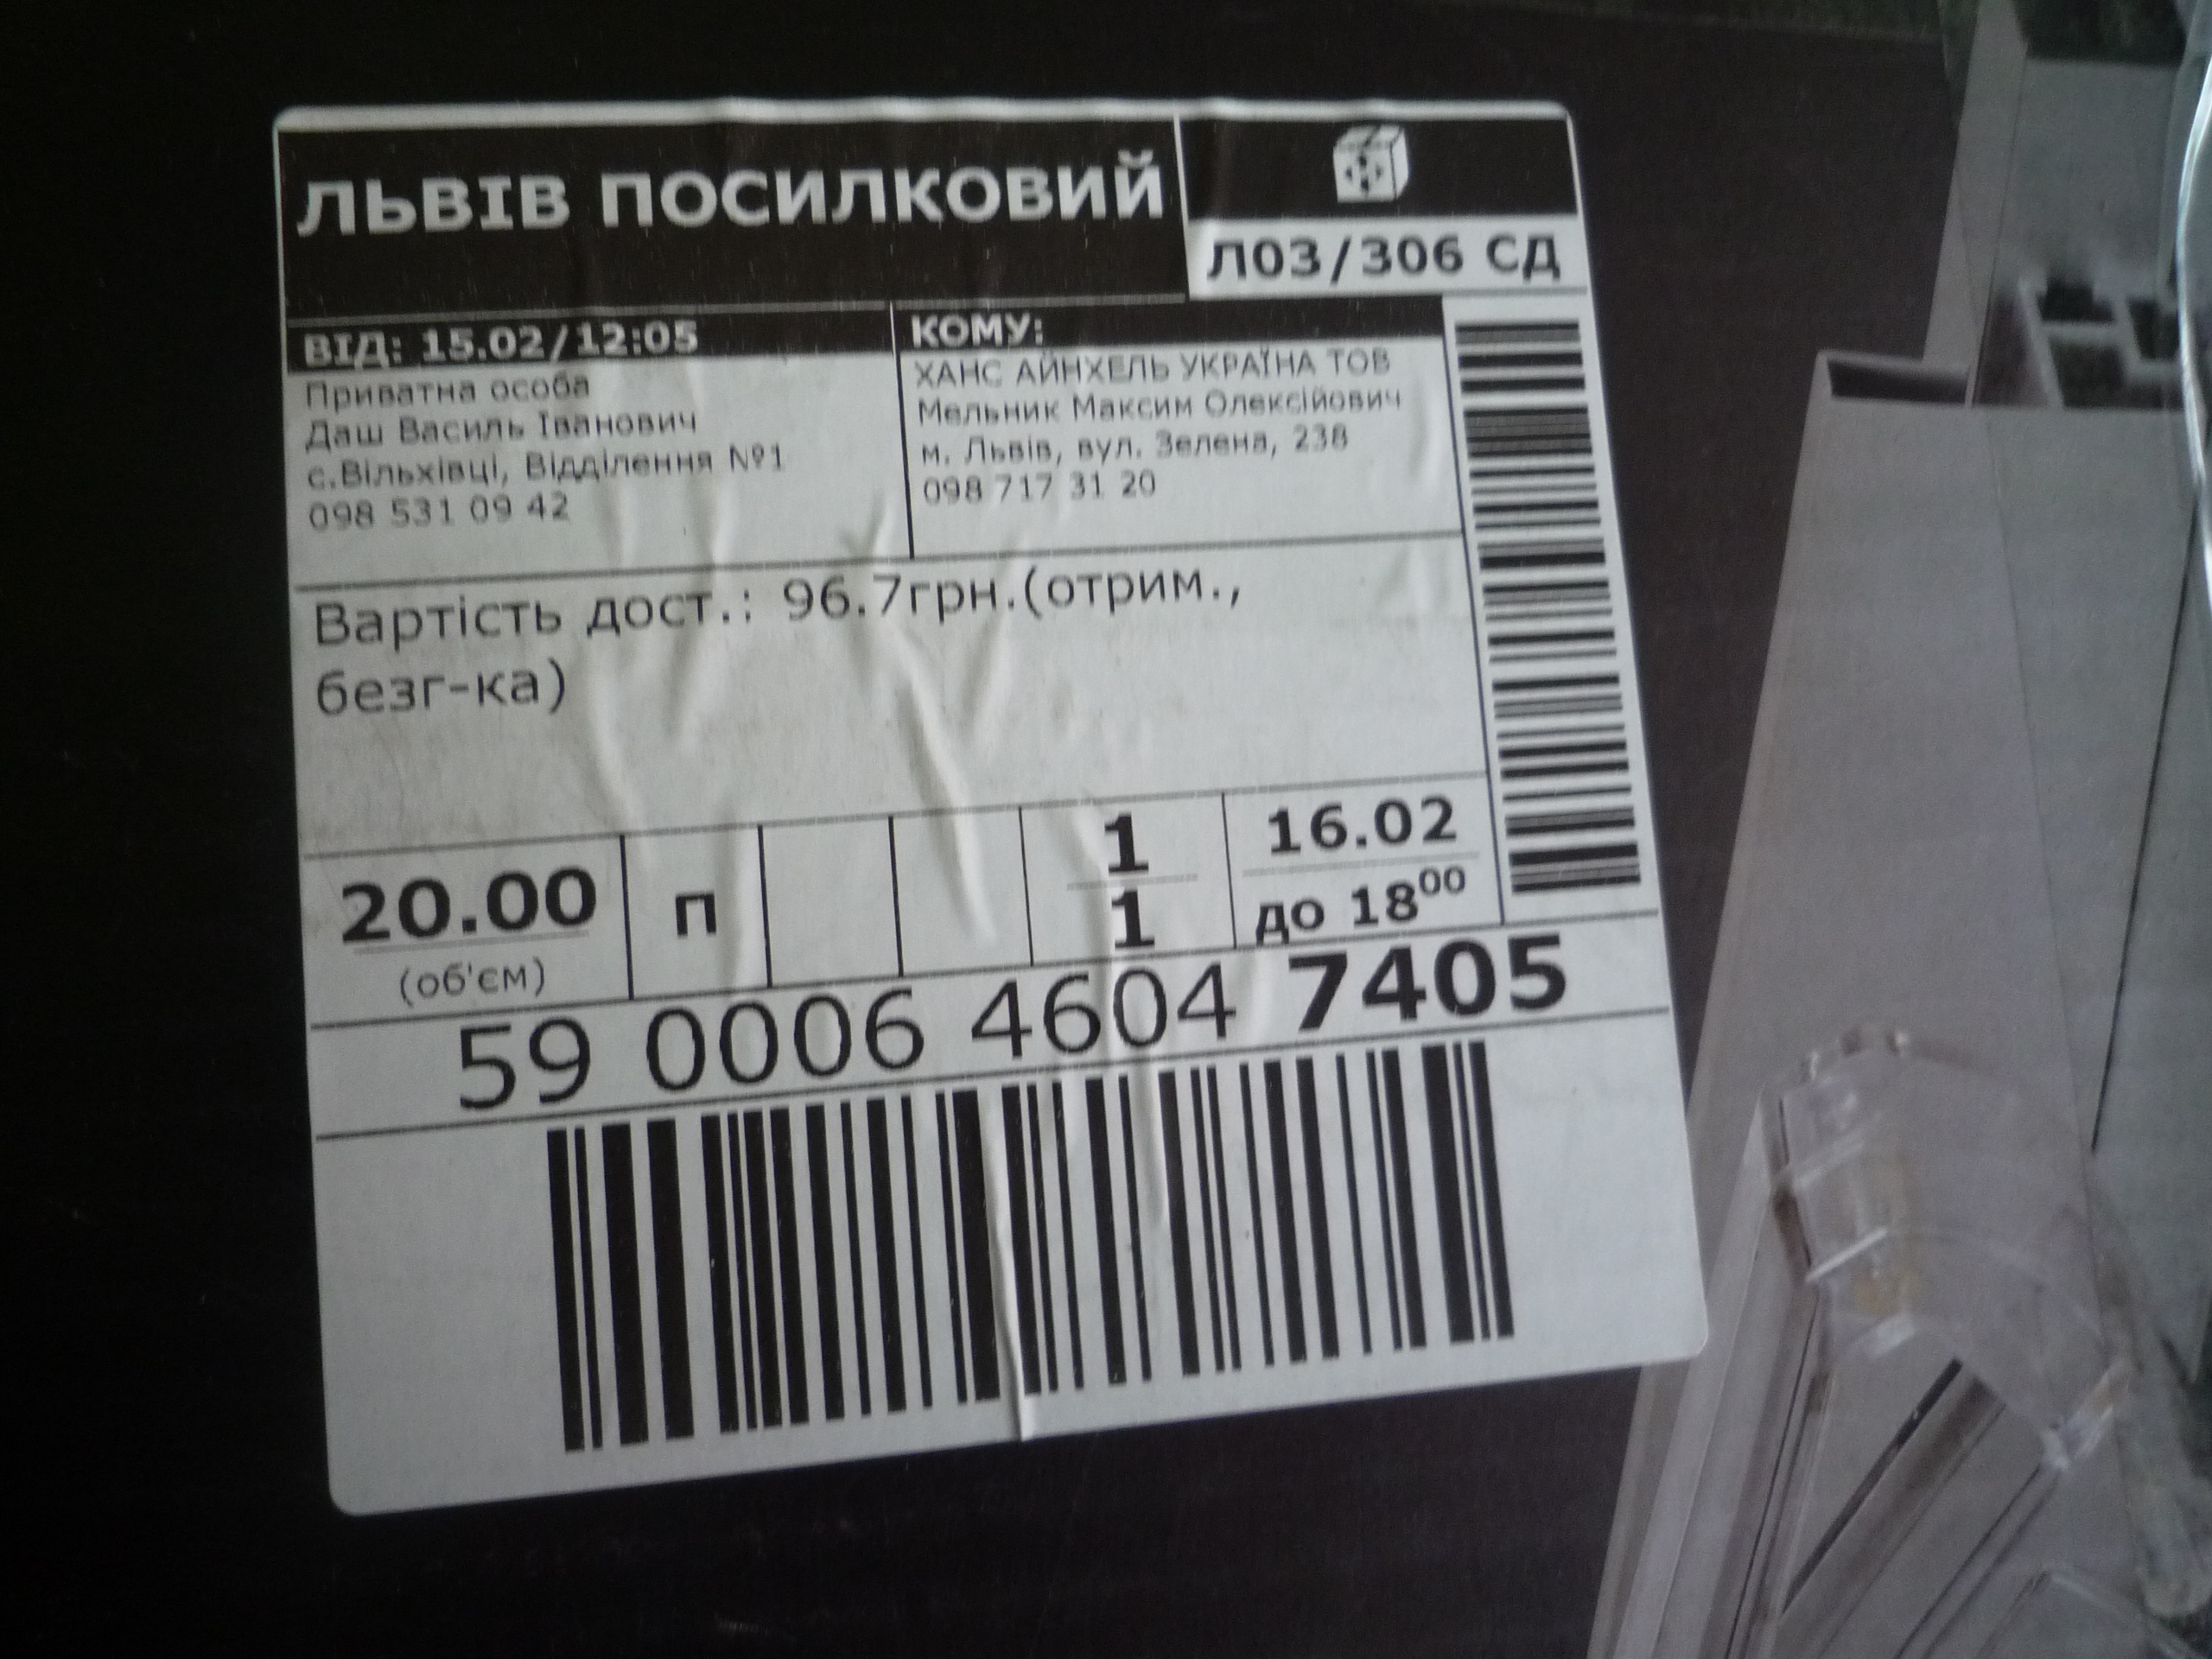 ЛЬВІВ ПОСИЛКОВИЙ
Л03/306 СД
ВІД: 15.02/12:05
Приватна особа
Даш Василь Іванович
с.Вільхівці, Відділення №1
098 531 09 42
КОМУ:
ХАНС АЙНХЕЛЬ УКРАЇНА ТОВ
Мельник Максим Олексійович
м. Львів, вул. Зелена, 238
098 717 31 20
Вартість дост.: 96.7грн.(отрим.,
безг-ка)
20.00
(об'єм)
п
1
1
16.02
до 18⁰⁰
59 0006 4604 7405